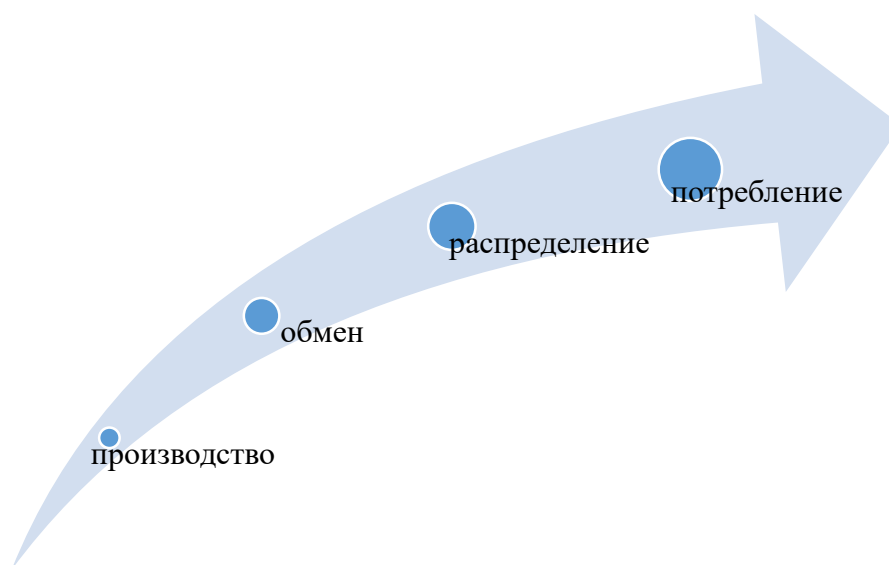 потребление
распределение
обмен
производство